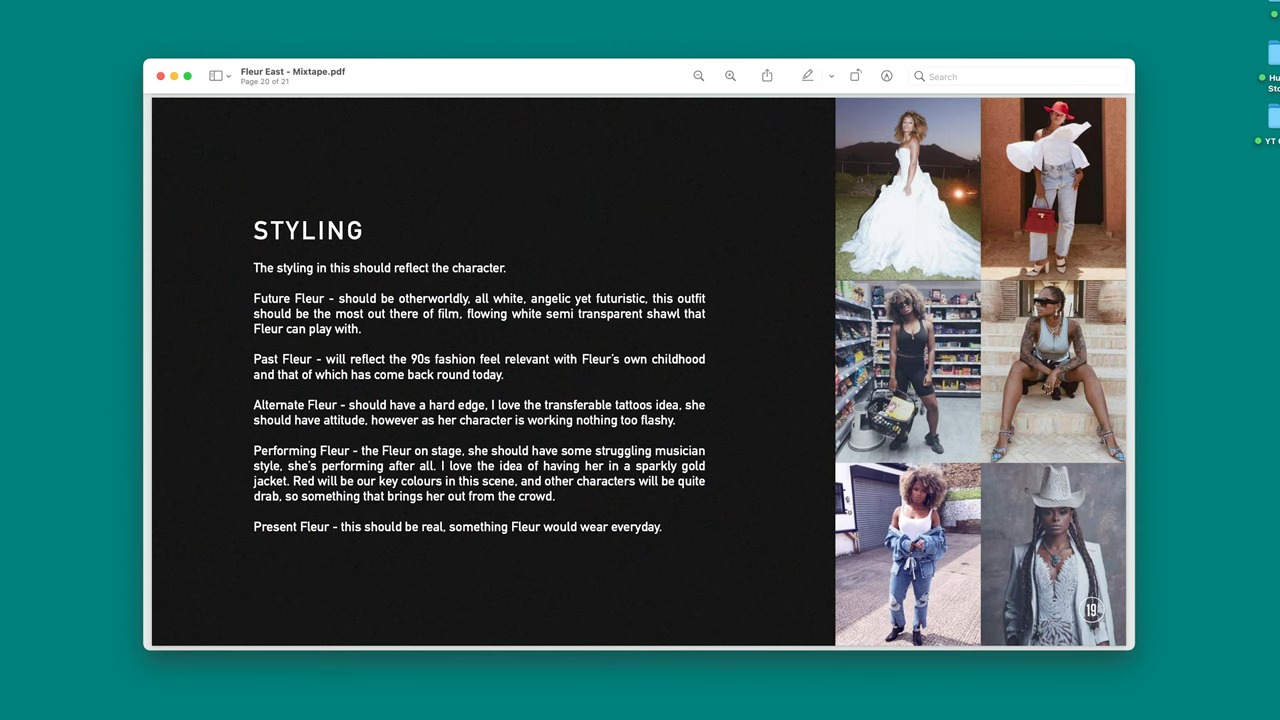 Fleur East - Mixtape.pdf
Page 20 of 21
Search
STYLING
The styling in this should reflect the character.
Future Fleur - should be otherworldly, all white, angelic yet futuristic, this outfit
should be the most out there of film, flowing white semi transparent shawl that
Fleur can play with.
Past Fleur - will reflect the 90s fashion feel relevant with Fleur's own childhood
and that of which has come back round today.
Alternate Fleur - should have a hard edge, I love the transferable tattoos idea, she
should have attitude, however as her character is working nothing too flashy.
Performing Fleur - the Fleur on stage, she should have some struggling musician
style, she's performing after all. I love the idea of having her in a sparkly gold
jacket. Red will be our key colours in this scene, and other characters will be quite
drab, so something that brings her out from the crowd.
Present Fleur - this should be real, something Fleur would wear everyday.
19
Hu
Sto
YT